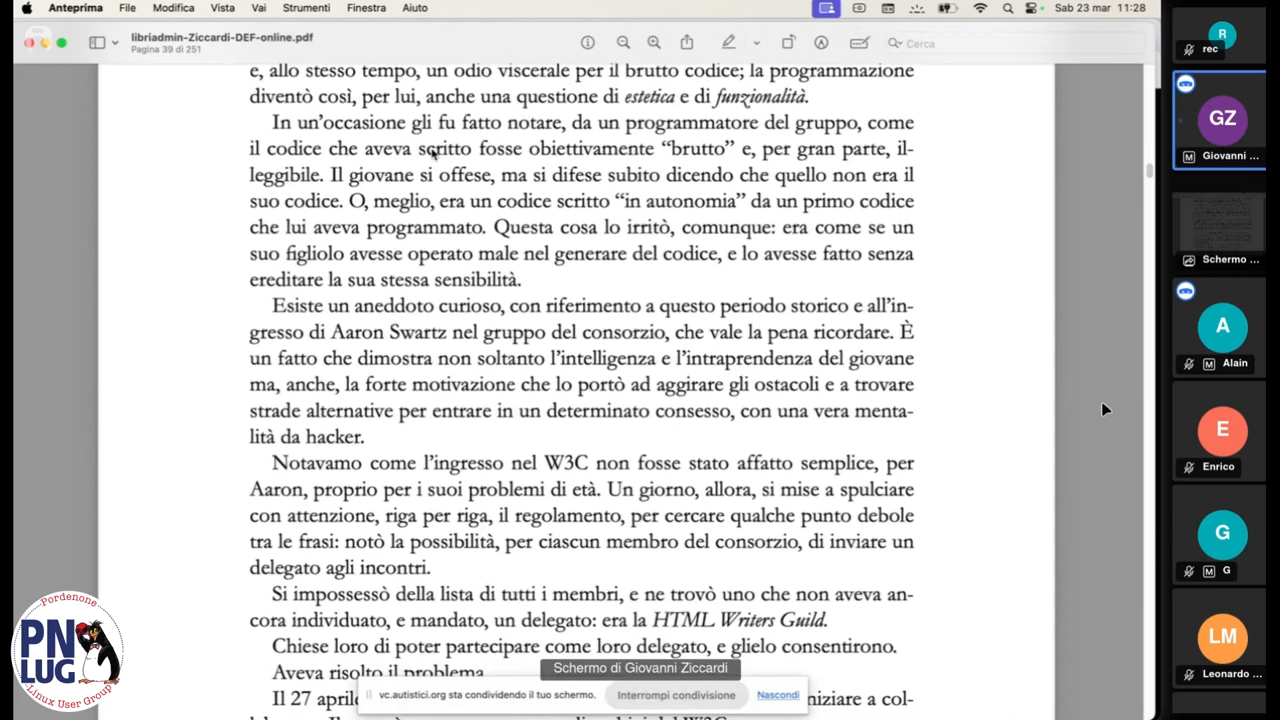 Anteprima File Modifica Vista Vai Strumenti Finestra Aiuto Sab 23 mar 11:28
libriadmin-Ziccardi-DEF-online.pdf
Pagina 39 di 251
Cerca
e, allo stesso tempo, un odio viscerale per il brutto codice; la programmazione
diventò così, per lui, anche una questione di estetica e di funzionalità.
In un’occasione gli fu fatto notare, da un programmatore del gruppo, come
il codice che aveva scritto fosse obiettivamente “brutto” e, per gran parte, il-
leggibile. Il giovane si offese, ma si difese subito dicendo che quello non era il
suo codice. O, meglio, era un codice scritto “in autonomia” da un primo codice
che lui aveva programmato. Questa cosa lo irritò, comunque: era come se un
suo figliolo avesse operato male nel generare del codice, e lo avesse fatto senza
ereditare la sua stessa sensibilità.
Esiste un aneddoto curioso, con riferimento a questo periodo storico e all’in-
gresso di Aaron Swartz nel gruppo del consorzio, che vale la pena ricordare. È
un fatto che dimostra non soltanto l’intelligenza e l’intraprendenza del giovane
ma, anche, la forte motivazione che lo portò ad aggirare gli ostacoli e a trovare
strade alternative per entrare in un determinato consesso, con una vera menta-
lità da hacker.
Notavamo come l’ingresso nel W3C non fosse stato affatto semplice, per
Aaron, proprio per i suoi problemi di età. Un giorno, allora, si mise a spulciare
con attenzione, riga per riga, il regolamento, per cercare qualche punto debole
tra le frasi: notò la possibilità, per ciascun membro del consorzio, di inviare un
delegato agli incontri.
Si impossessò della lista di tutti i membri, e ne trovò uno che non aveva an-
cora individuato, e mandato, un delegato: era la HTML Writers Guild.
Chiese loro di poter partecipare come loro delegato, e glielo consentirono.
Aveva risolto il problema.
Il 27 aprile niziare a col-
Schermo di Giovanni Ziccardi
vc.autistici.org sta condividendo il tuo schermo. Interrompi condivisione Nascondi
R
rec
GZ
Giovanni ...
Schermo ...
A
Alain
E
Enrico
G
G
LM
Leonardo ...
Pordenone
PN
LUG
Linux User Group